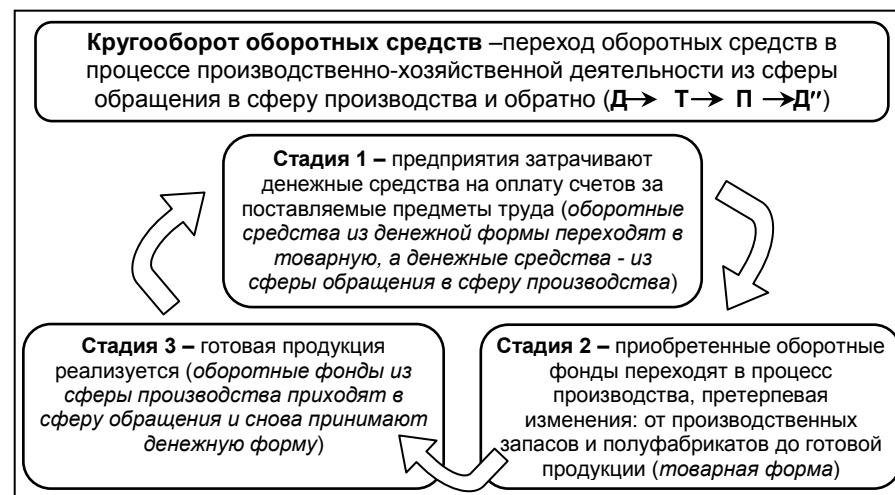 Кругооборот оборотных средств –переход оборотных средств в
процессе производственно-хозяйственной деятельности из сферы
обращения в сферу производства и обратно (Д→ Т→ П →Д″)
Стадия 1 – предприятия затрачивают
денежные средства на оплату счетов за
поставляемые предметы труда (оборотные
средства из денежной формы переходят в
товарную, а денежные средства - из
сферы обращения в сферу производства)
Стадия 3 – готовая продукция
реализуется (оборотные фонды из
сферы производства приходят в
сферу обращения и снова принимают
денежную форму)
Стадия 2 – приобретенные оборотные
фонды переходят в процесс
производства, претерпевая
изменения: от производственных
запасов и полуфабрикатов до готовой
продукции (товарная форма)